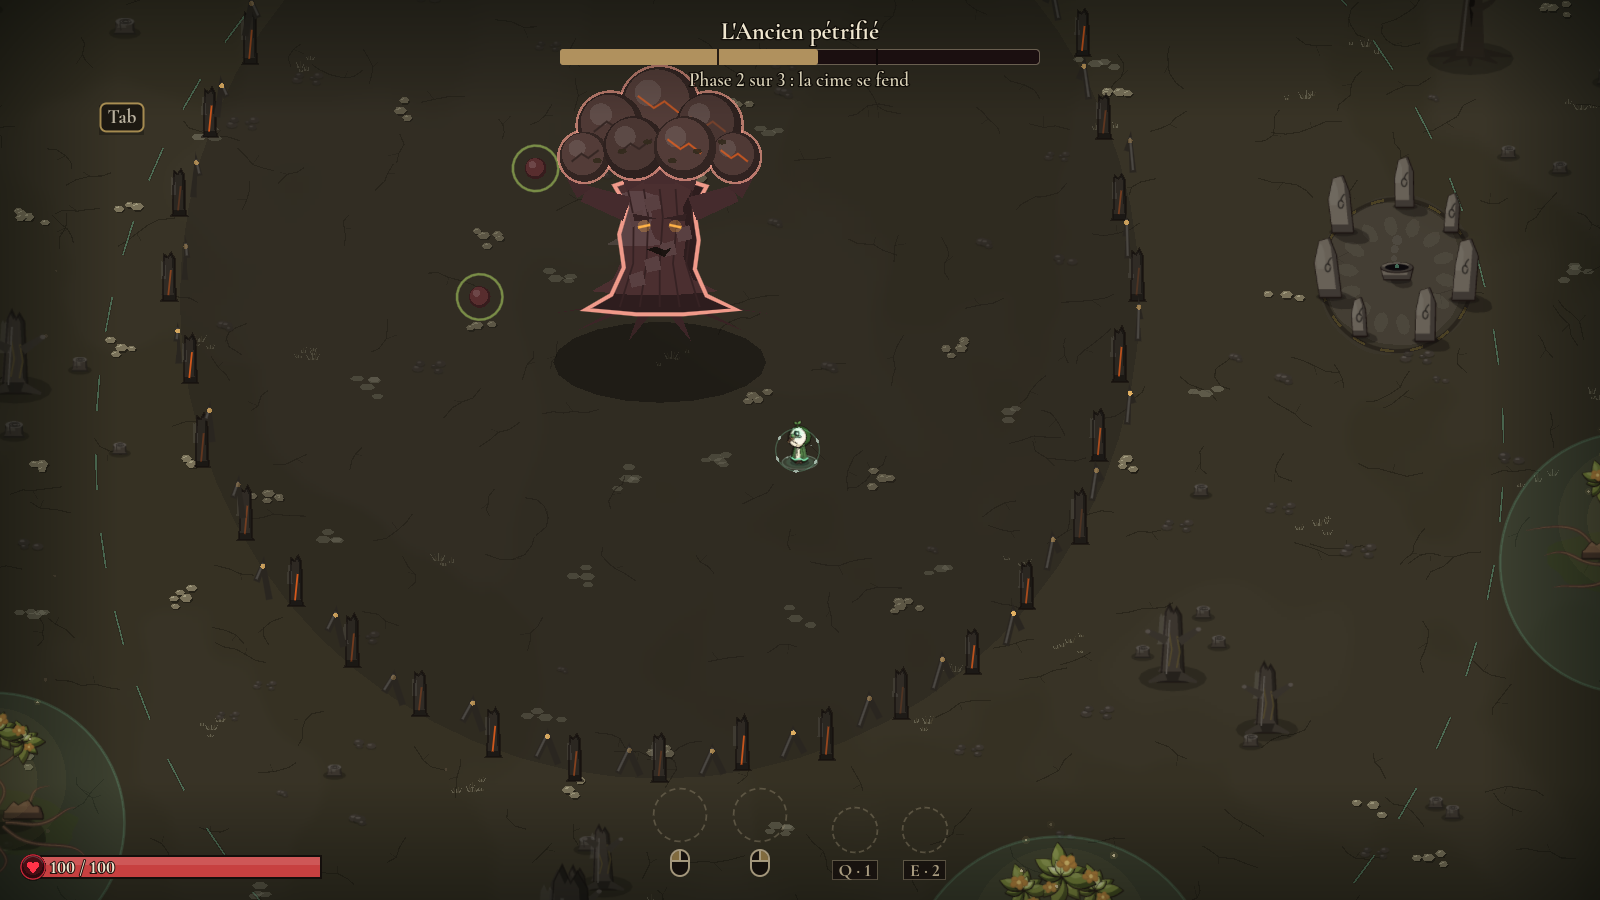 L'Ancien pétrifié
Phase 2 sur 3 : la cime se fend
Tab
100 / 100
Q · 1
E · 2